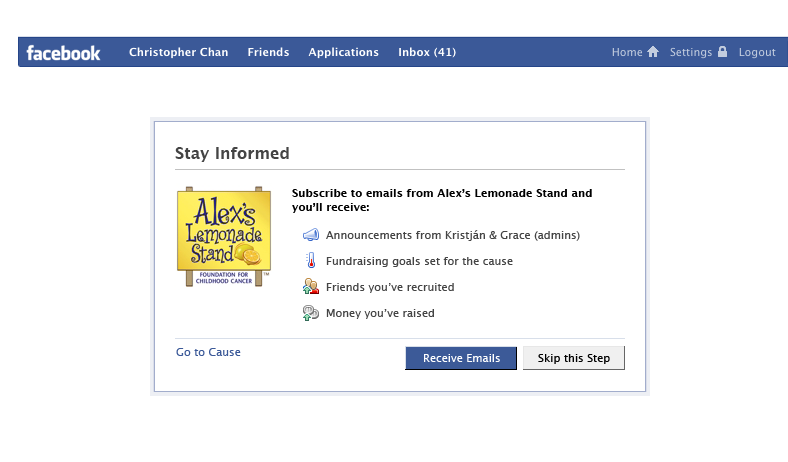 facebook Christopher Chan Friends Applications Inbox (41) Home Settings Logout
Stay Informed
Alex's
Lemonade
Stand
FOUNDATION FOR
CHILDHOOD CANCER
™
Subscribe to emails from Alex’s Lemonade Stand and
you’ll receive:
Announcements from Kristján & Grace (admins)
Fundraising goals set for the cause
Friends you’ve recruited
Money you’ve raised
Go to Cause
Receive Emails Skip this Step